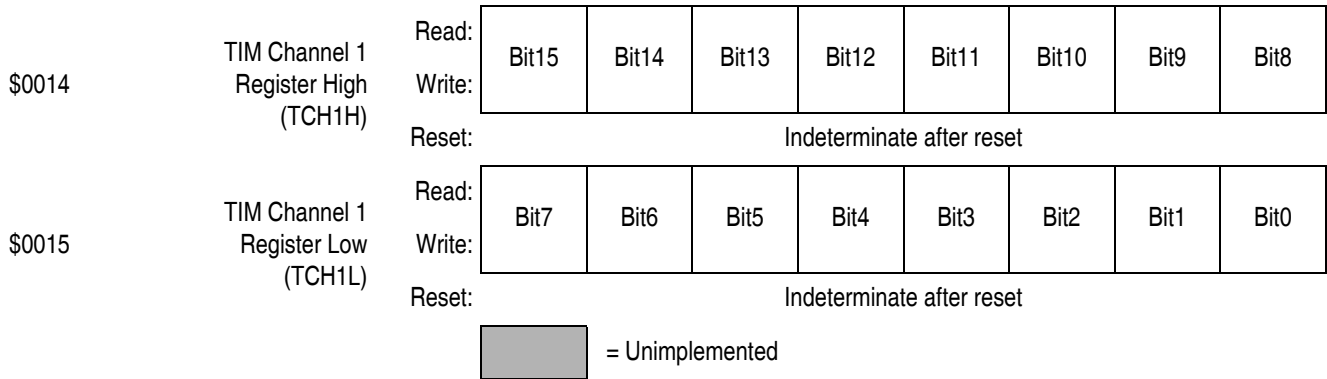 $0014 TIM Channel 1 Register High (TCH1H) Read: Write: Bit15 Bit14 Bit13 Bit12 Bit11 Bit10 Bit9 Bit8
Reset: Indeterminate after reset
$0015 TIM Channel 1 Register Low (TCH1L) Read: Write: Bit7 Bit6 Bit5 Bit4 Bit3 Bit2 Bit1 Bit0
Reset: Indeterminate after reset
= Unimplemented